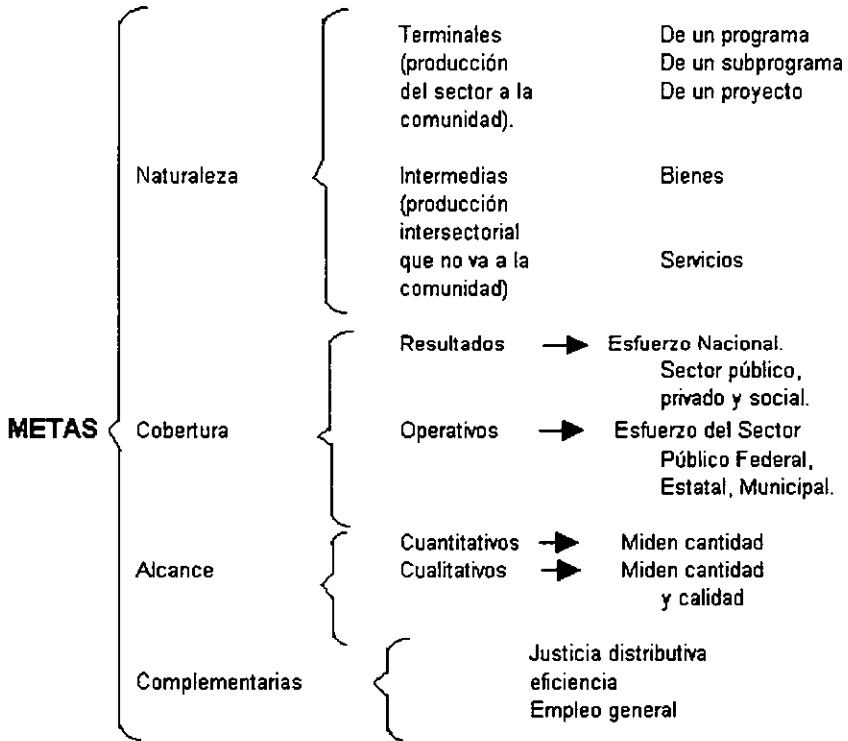 METAS
Naturaleza
Terminales
(producción
del sector a la
comunidad).
De un programa
De un subprograma
De un proyecto
Intermedias
(producción
intersectorial
que no va a la
comunidad)
Bienes
Servicios
Cobertura
Resultados
Esfuerzo Nacional.
Sector público,
privado y social.
Operativos
Esfuerzo del Sector
Público Federal,
Estatal, Municipal.
Alcance
Cuantitativos
Miden cantidad
Cualitativos
Miden cantidad
y calidad
Complementarias
Justicia distributiva
eficiencia
Empleo general